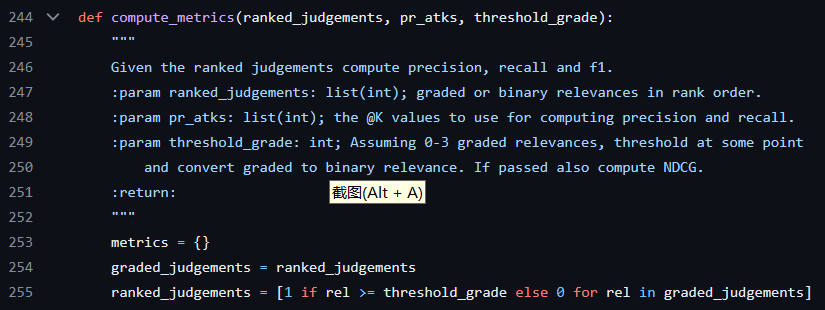 244 def compute_metrics(ranked_judgements, pr_atks, threshold_grade):
245 """
246 Given the ranked judgements compute precision, recall and f1.
247 :param ranked_judgements: list(int); graded or binary relevances in rank order.
248 :param pr_atks: list(int); the @K values to use for computing precision and recall.
249 :param threshold_grade: int; Assuming 0-3 graded relevances, threshold at some point
250 and convert graded to binary relevance. If passed also compute NDCG.
251 :return:
截图(Alt + A)
252 """
253 metrics = {}
254 graded_judgements = ranked_judgements
255 ranked_judgements = [1 if rel >= threshold_grade else 0 for rel in graded_judgements]